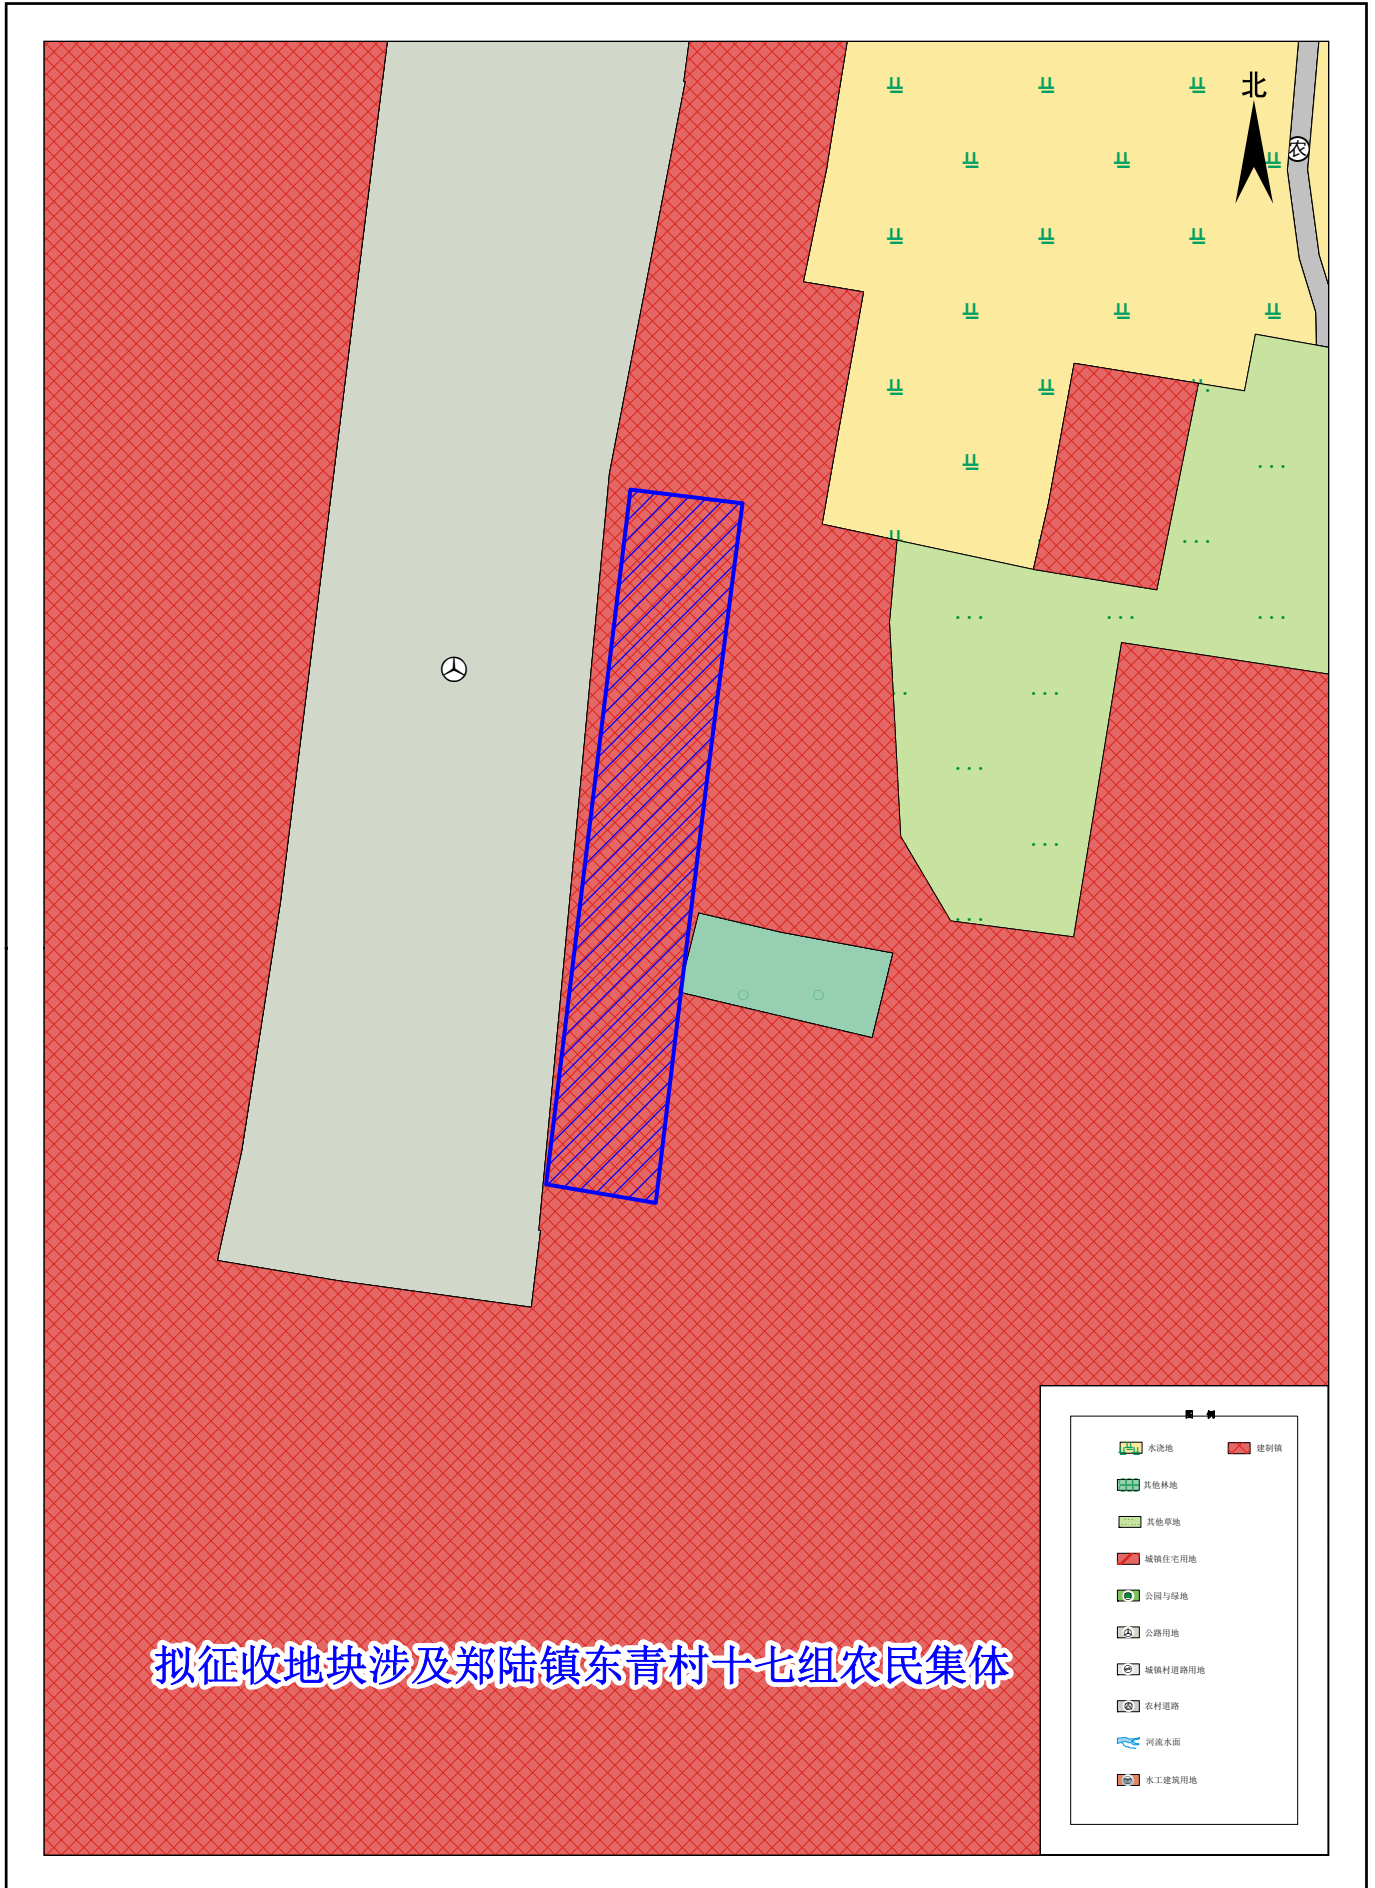 北
农
拟征收地块涉及郑陆镇东青村十七组农民集体
图 例
水浇地
建制镇
其他林地
其他草地
城镇住宅用地
公园与绿地
公路用地
城镇村道路用地
农村道路
河流水面
水工建筑用地